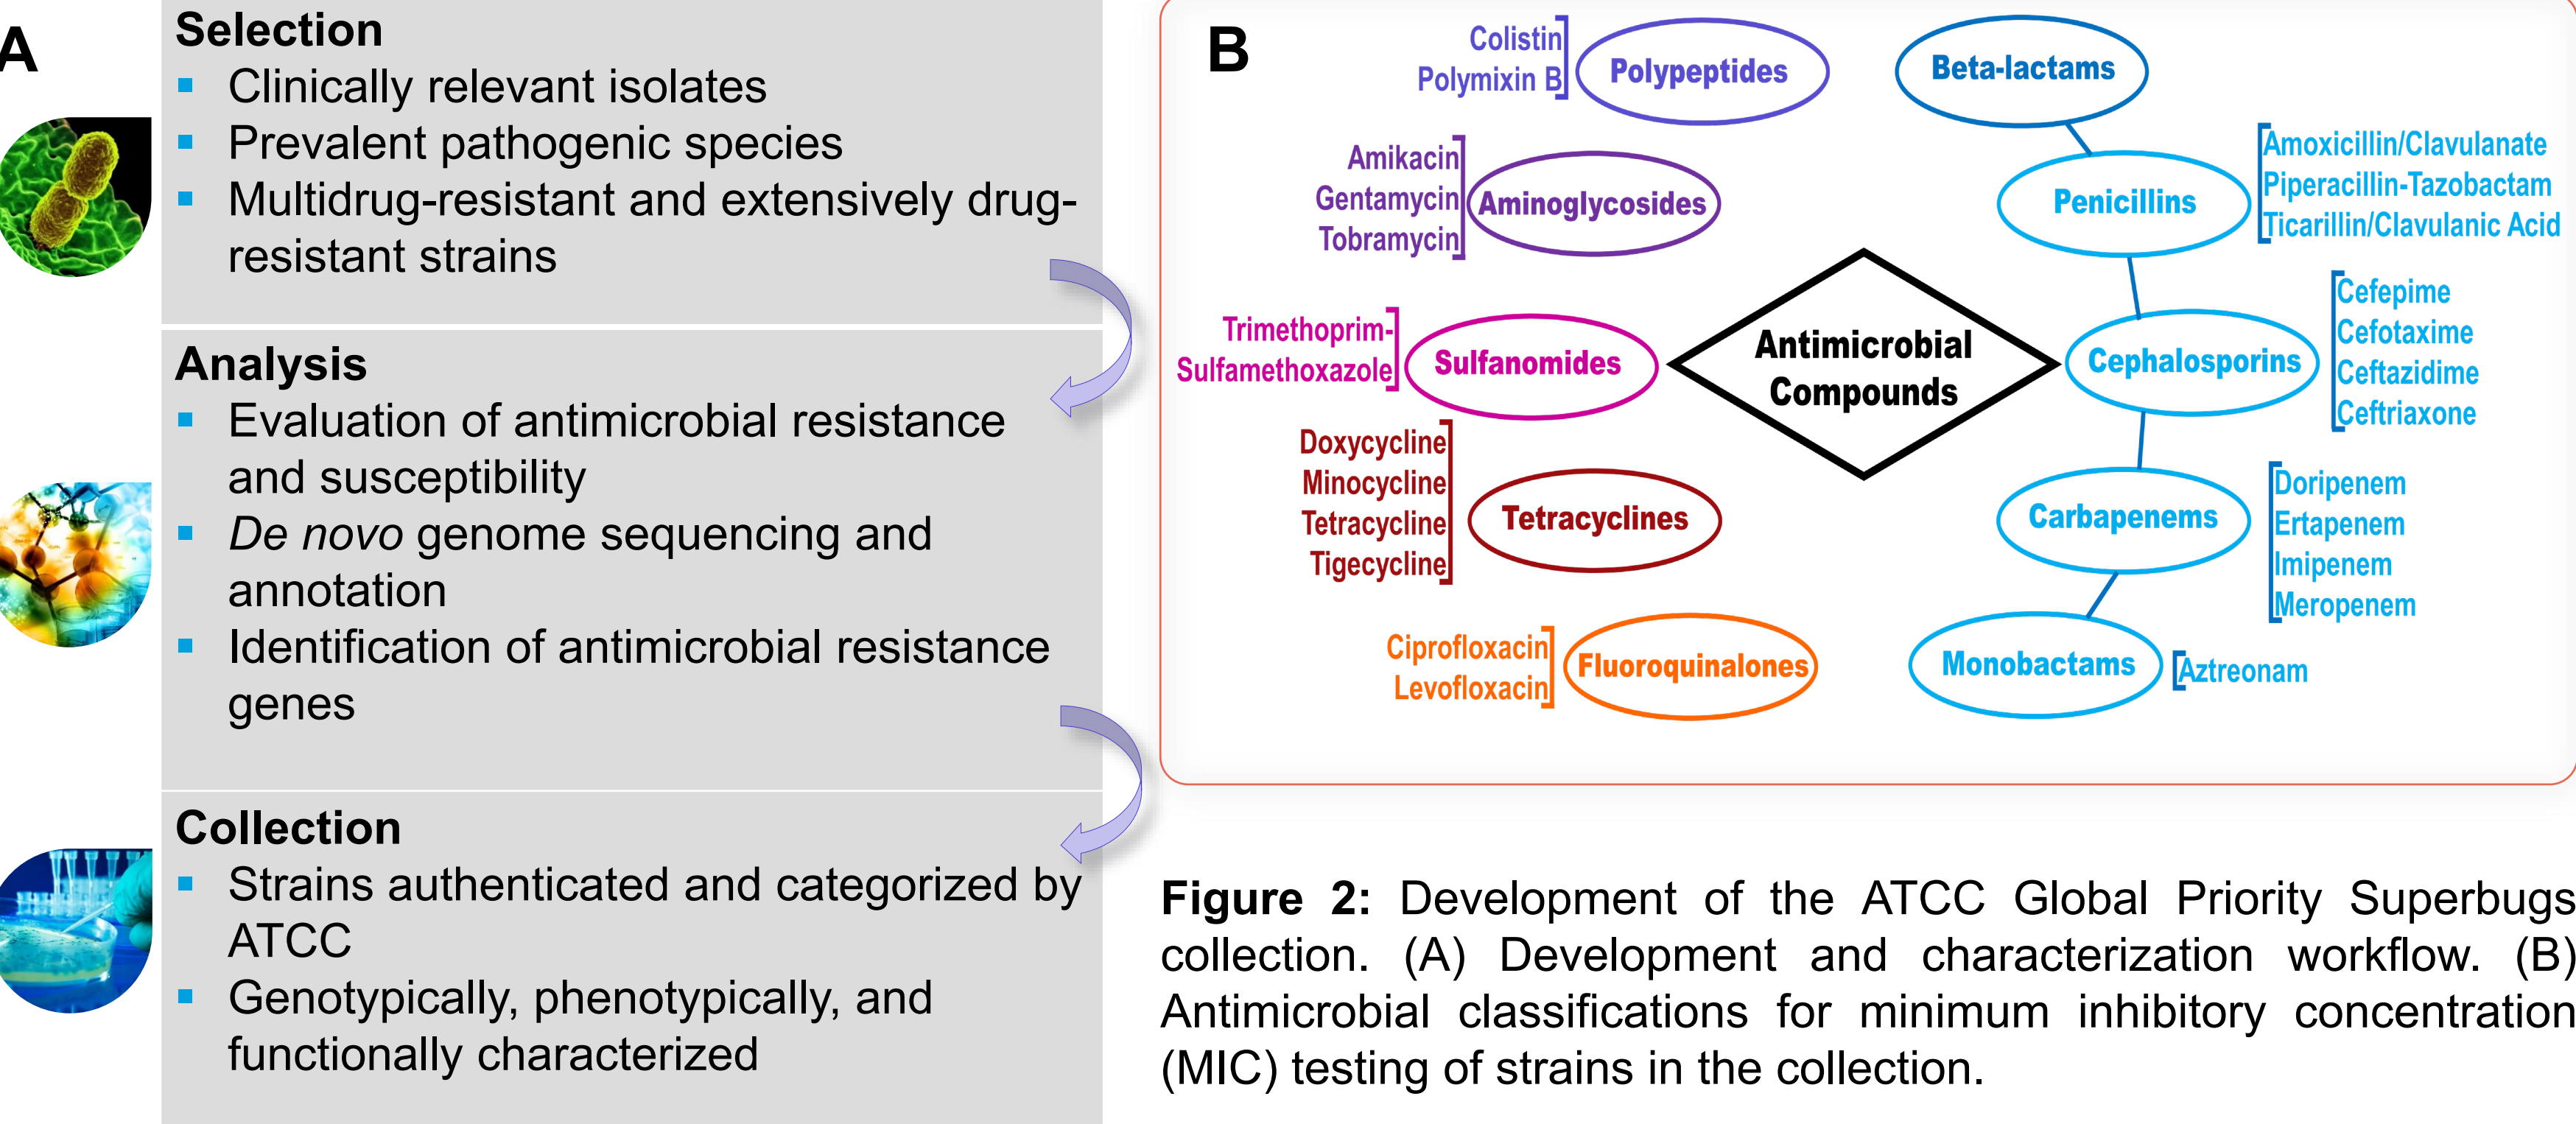 A
Selection
▪ Clinically relevant isolates
▪ Prevalent pathogenic species
▪ Multidrug-resistant and extensively drug-
resistant strains
Analysis
▪ Evaluation of antimicrobial resistance
and susceptibility
▪ De novo genome sequencing and
annotation
▪ Identification of antimicrobial resistance
genes
Collection
▪ Strains authenticated and categorized by
ATCC
▪ Genotypically, phenotypically, and
functionally characterized
B
Colistin
Polymixin B
Polypeptides
Amikacin
Gentamycin
Tobramycin
Aminoglycosides
Trimethoprim-
Sulfamethoxazole
Sulfanomides
Doxycycline
Minocycline
Tetracycline
Tigecycline
Tetracyclines
Ciprofloxacin
Levofloxacin
Fluoroquinalones
Antimicrobial
Compounds
Beta-lactams
Penicillins
Amoxicillin/Clavulanate
Piperacillin-Tazobactam
Ticarillin/Clavulanic Acid
Cephalosporins
Cefepime
Cefotaxime
Ceftazidime
Ceftriaxone
Carbapenems
Doripenem
Ertapenem
Imipenem
Meropenem
Monobactams
Aztreonam
Figure 2: Development of the ATCC Global Priority Superbugs
collection. (A) Development and characterization workflow. (B)
Antimicrobial classifications for minimum inhibitory concentration
(MIC) testing of strains in the collection.